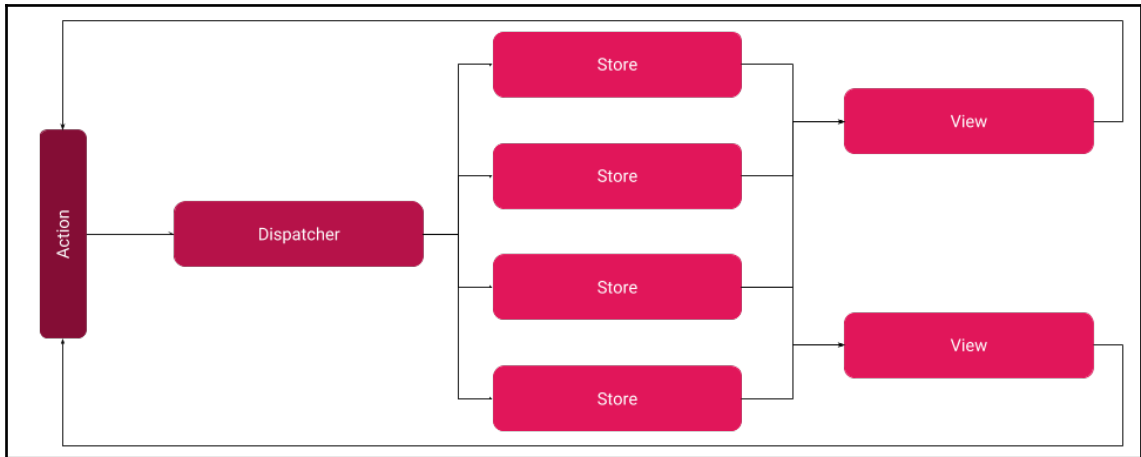 Store
View
Store
Action
Dispatcher
Store
View
Store